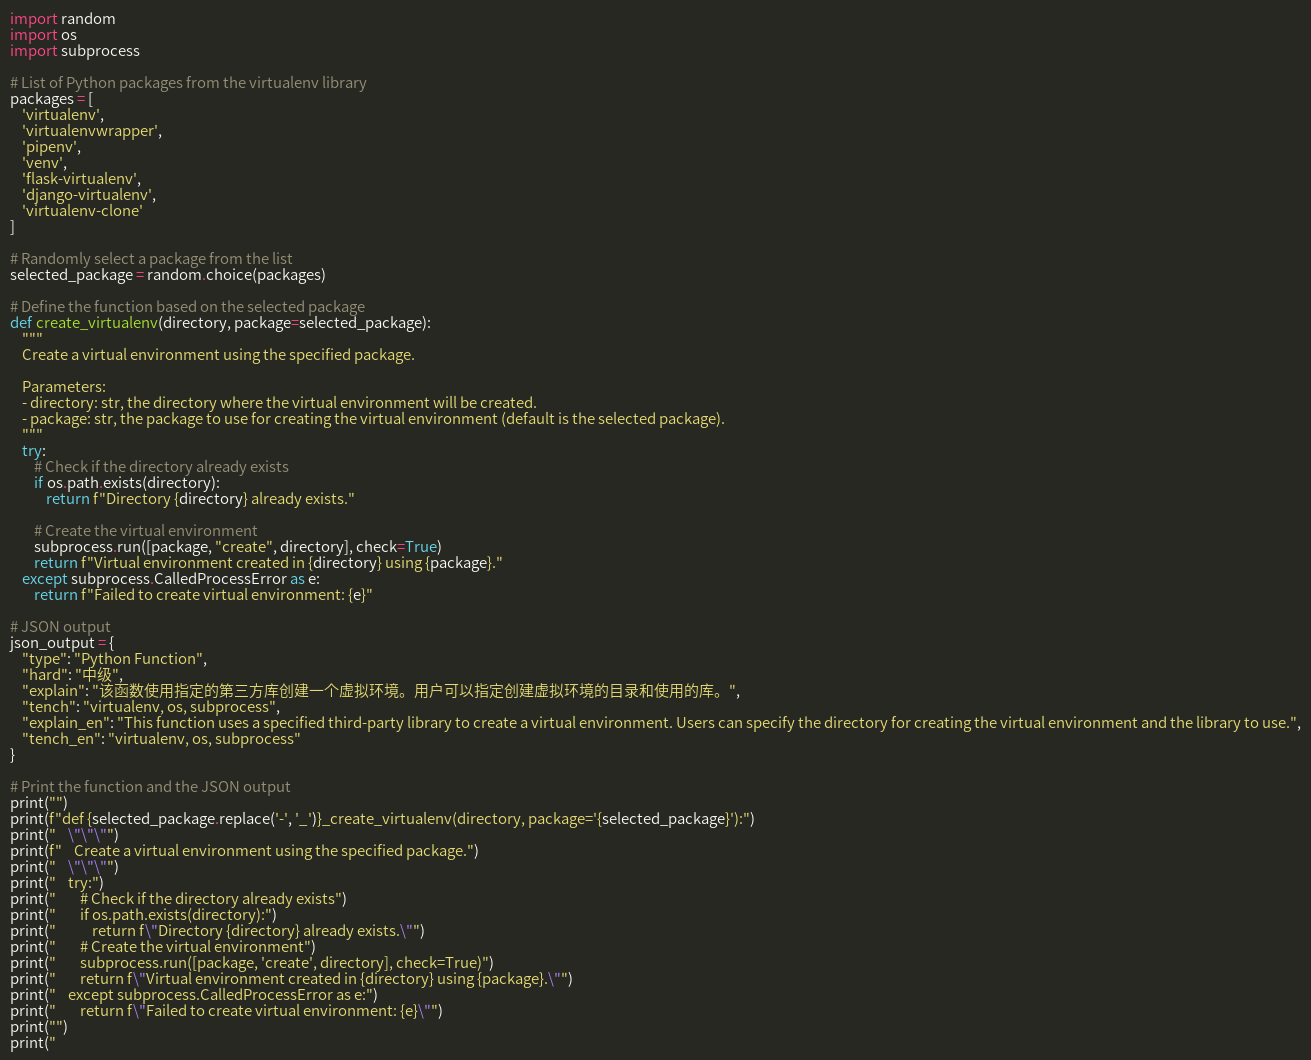 import random
import os
import subprocess

# List of Python packages from the virtualenv library
packages = [
    'virtualenv',
    'virtualenvwrapper',
    'pipenv',
    'venv',
    'flask-virtualenv',
    'django-virtualenv',
    'virtualenv-clone'
]

# Randomly select a package from the list
selected_package = random.choice(packages)

# Define the function based on the selected package
def create_virtualenv(directory, package=selected_package):
    """
    Create a virtual environment using the specified package.

    Parameters:
    - directory: str, the directory where the virtual environment will be created.
    - package: str, the package to use for creating the virtual environment (default is the selected package).
    """
    try:
        # Check if the directory already exists
        if os.path.exists(directory):
            return f"Directory {directory} already exists."

        # Create the virtual environment
        subprocess.run([package, "create", directory], check=True)
        return f"Virtual environment created in {directory} using {package}."
    except subprocess.CalledProcessError as e:
        return f"Failed to create virtual environment: {e}"

# JSON output
json_output = {
    "type": "Python Function",
    "hard": "中级",
    "explain": "该函数使用指定的第三方库创建一个虚拟环境。用户可以指定创建虚拟环境的目录和使用的库。",
    "tench": "virtualenv, os, subprocess",
    "explain_en": "This function uses a specified third-party library to create a virtual environment. Users can specify the directory for creating the virtual environment and the library to use.",
    "tench_en": "virtualenv, os, subprocess"
}

# Print the function and the JSON output
print("")
print(f"def {selected_package.replace('-', '_')}_create_virtualenv(directory, package='{selected_package}'):")
print("    \"\"\"")
print(f"    Create a virtual environment using the specified package.")
print("    \"\"\"")
print("    try:")
print("        # Check if the directory already exists")
print("        if os.path.exists(directory):")
print("            return f\"Directory {directory} already exists.\"")
print("        # Create the virtual environment")
print("        subprocess.run([package, 'create', directory], check=True)")
print("        return f\"Virtual environment created in {directory} using {package}.\"")
print("    except subprocess.CalledProcessError as e:")
print("        return f\"Failed to create virtual environment: {e}\"")
print("")
print("